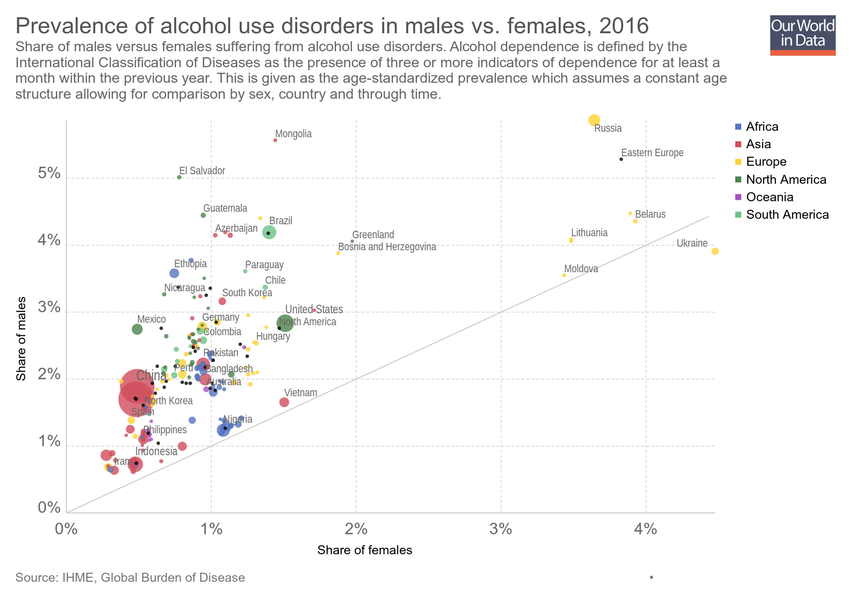 Prevalence of alcohol use disorders in males vs. females, 2016
Our World
in Data
Share of males versus females suffering from alcohol use disorders. Alcohol dependence is defined by the
International Classification of Diseases as the presence of three or more indicators of dependence for at least a
month within the previous year. This is given as the age-standardized prevalence which assumes a constant age
structure allowing for comparison by sex, country and through time.
Russia
Mongolia
Eastern Europe
El Salvador
Guatemala
Brazil
Belarus
Azerbaijan
Greenland
Lithuania
Bosnia and Herzegovina
Ukraine
Ethiopia
Paraguay
Moldova
Chile
Nicaragua
South Korea
United States
North America
Mexico
Germany
Colombia
Hungary
Pakistan
Peru
Bangladesh
China
Australia
North Korea
Vietnam
Spain
Nigeria
Philippines
Indonesia
Iran
5%
4%
3%
2%
1%
0%
Share of males
0%
1%
2%
3%
4%
Share of females
Africa
Asia
Europe
North America
Oceania
South America
Source: IHME, Global Burden of Disease